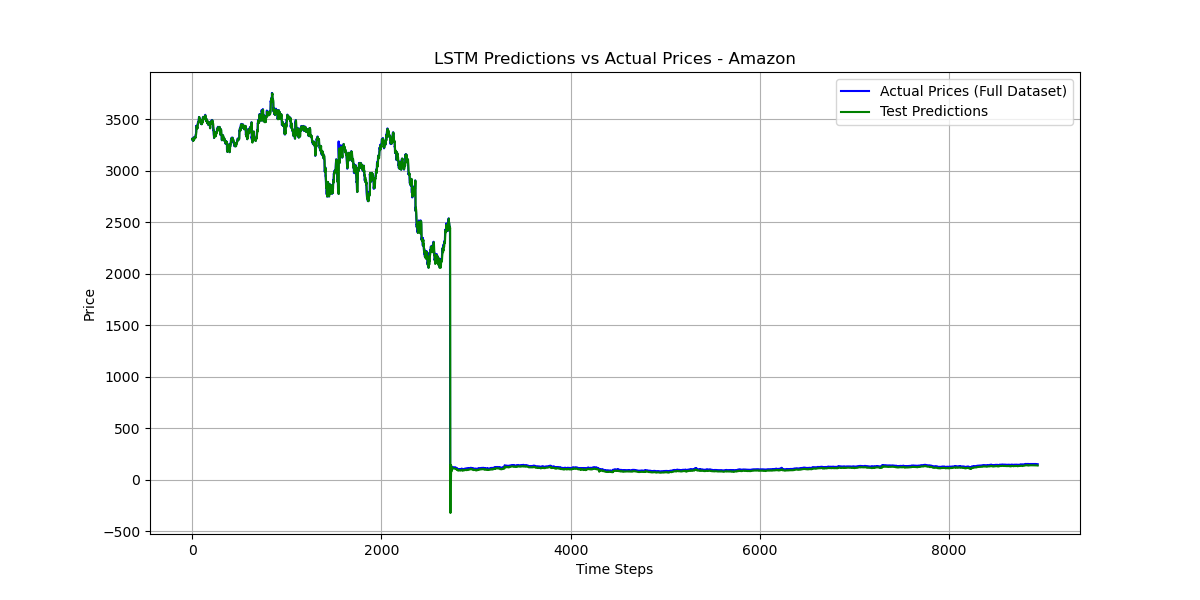 LSTM Predictions vs Actual Prices - Amazon
Actual Prices (Full Dataset)
Test Predictions
3500
3000
2500
2000
1500
1000
500
0
−500
Price
0 2000 4000 6000 8000
Time Steps